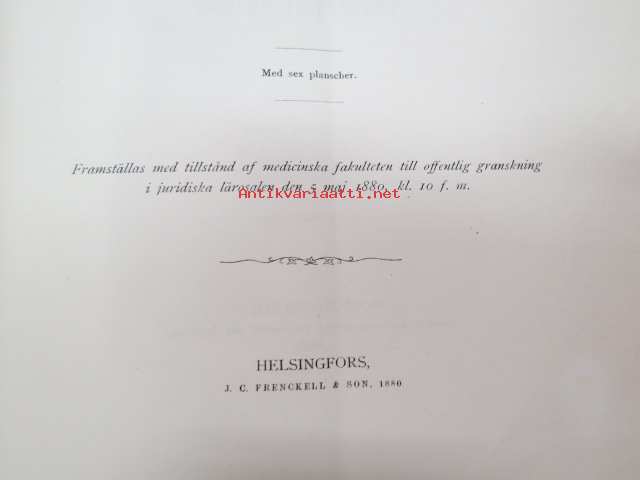 Med sex planscher.
Framställas med tillstånd af medicinska fakulteten till offentlig granskning
i juridiska lärosalen den 5 maj 1880, kl. 10 f. m.
Antikvariaatti.net
HELSINGFORS,
J. C. FRENCKELL & SON, 1880